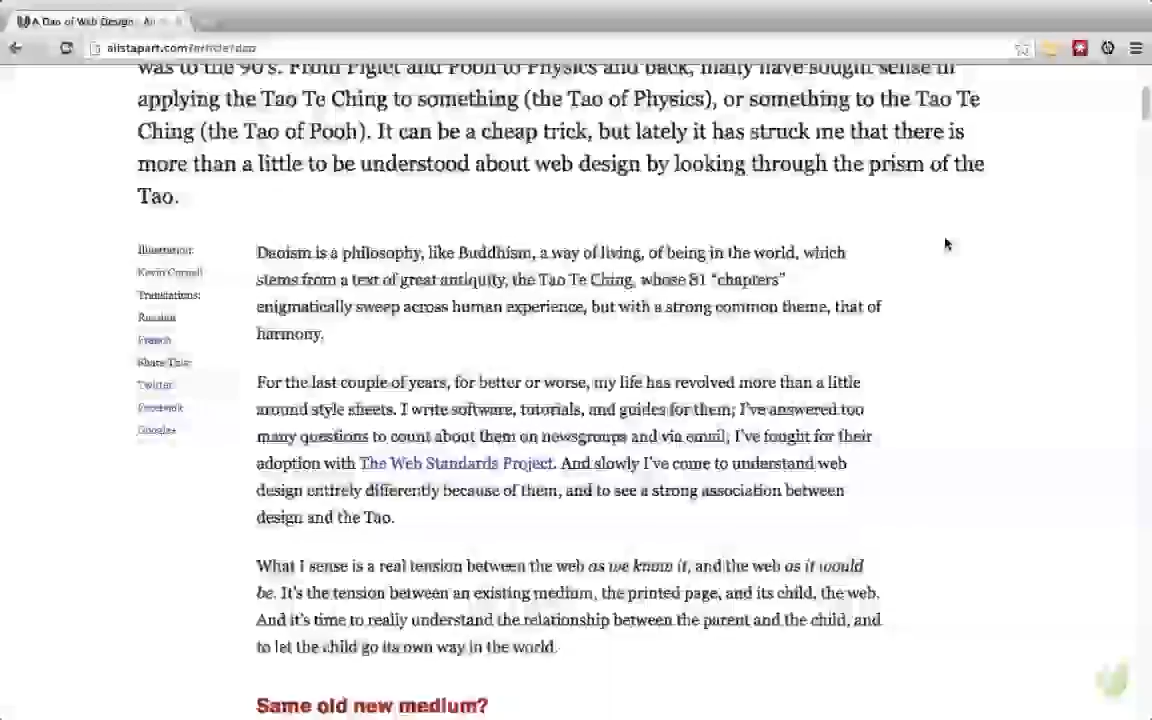 A Dao of Web Design · An
alistapart.com/article/dao
was to the 90's. From Piglet and Pooh to Physics and back, many have sought sense in
applying the Tao Te Ching to something (the Tao of Physics), or something to the Tao Te
Ching (the Tao of Pooh). It can be a cheap trick, but lately it has struck me that there is
more than a little to be understood about web design by looking through the prism of the
Tao.
Illustration:
Kevin Cornell
Translations:
Russian
French
Share This:
Twitter
Facebook
Google+
Daoism is a philosophy, like Buddhism, a way of living, of being in the world, which
stems from a text of great antiquity, the Tao Te Ching, whose 81 “chapters”
enigmatically sweep across human experience, but with a strong common theme, that of
harmony.
For the last couple of years, for better or worse, my life has revolved more than a little
around style sheets. I write software, tutorials, and guides for them; I’ve answered too
many questions to count about them on newsgroups and via email; I’ve fought for their
adoption with The Web Standards Project. And slowly I’ve come to understand web
design entirely differently because of them, and to see a strong association between
design and the Tao.
What I sense is a real tension between the web as we know it, and the web as it would
be. It’s the tension between an existing medium, the printed page, and its child, the web.
And it’s time to really understand the relationship between the parent and the child, and
to let the child go its own way in the world.
Same old new medium?